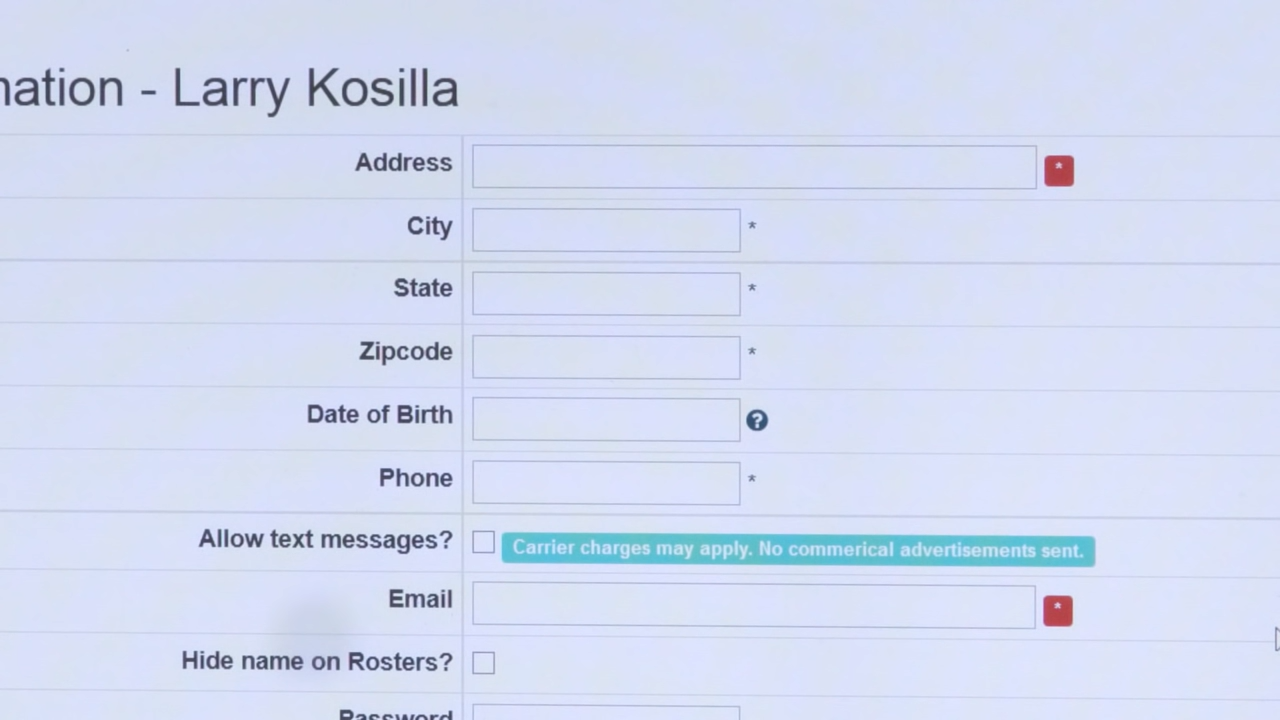 nation - Larry Kosilla
Address *
City *
State *
Zipcode *
Date of Birth ?
Phone *
Allow text messages? Carrier charges may apply. No commerical advertisements sent.
Email *
Hide name on Rosters?
Password